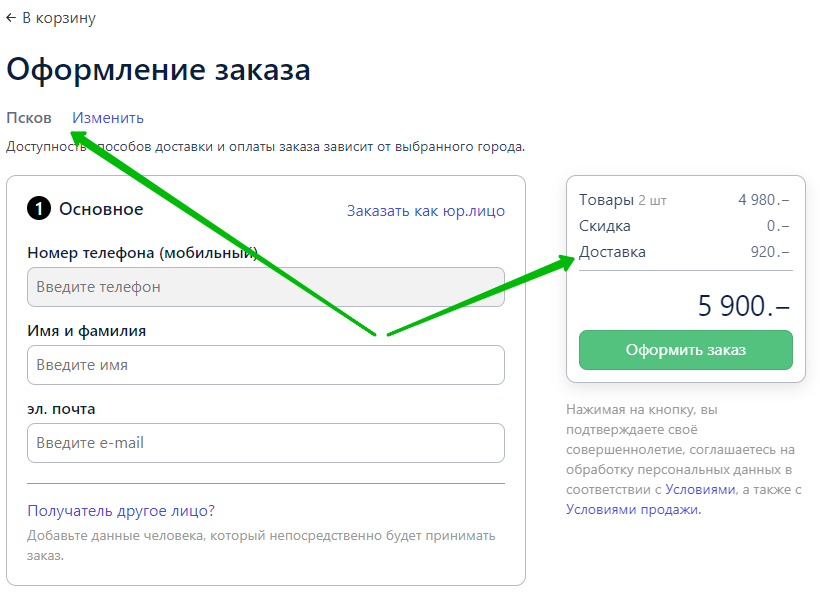 ← В корзину
Оформление заказа
Псков Изменить
Доступность способов доставки и оплаты заказа зависит от выбранного города.
1 Основное
Заказать как юр.лицо
Номер телефона (мобильный)
Введите телефон
Имя и фамилия
Введите имя
эл. почта
Введите e-mail
Получатель другое лицо?
Добавьте данные человека, который непосредственно будет принимать
заказ.
Товары 2 шт 4 980.–
Скидка 0.–
Доставка 920.–
5 900.–
Оформить заказ
Нажимая на кнопку, вы
подтверждаете своё
совершеннолетие, соглашаетесь на
обработку персональных данных в
соответствии с Условиями, а также с
Условиями продажи.